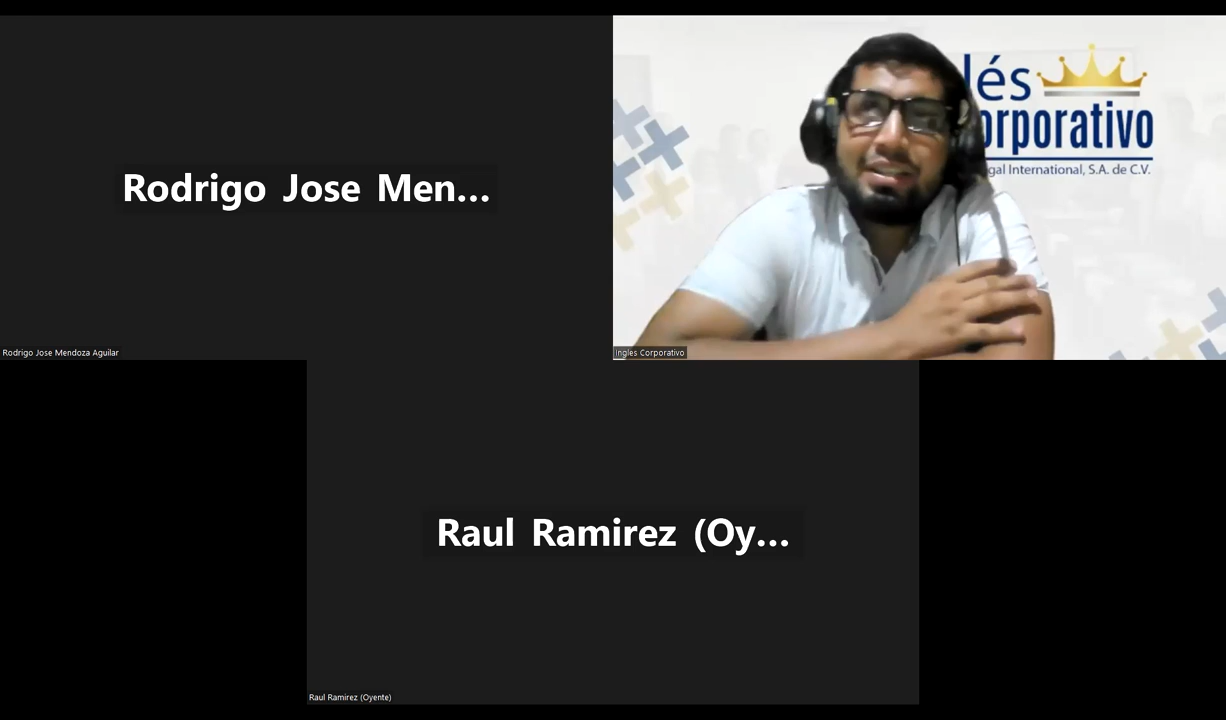 Rodrigo Jose Men...
Rodrigo Jose Mendoza Aguilar
lés
orporativo
gal International, S.A. de C.V.
Ingles Corporativo
Raul Ramirez (Oy...
Raul Ramirez (Oyente)